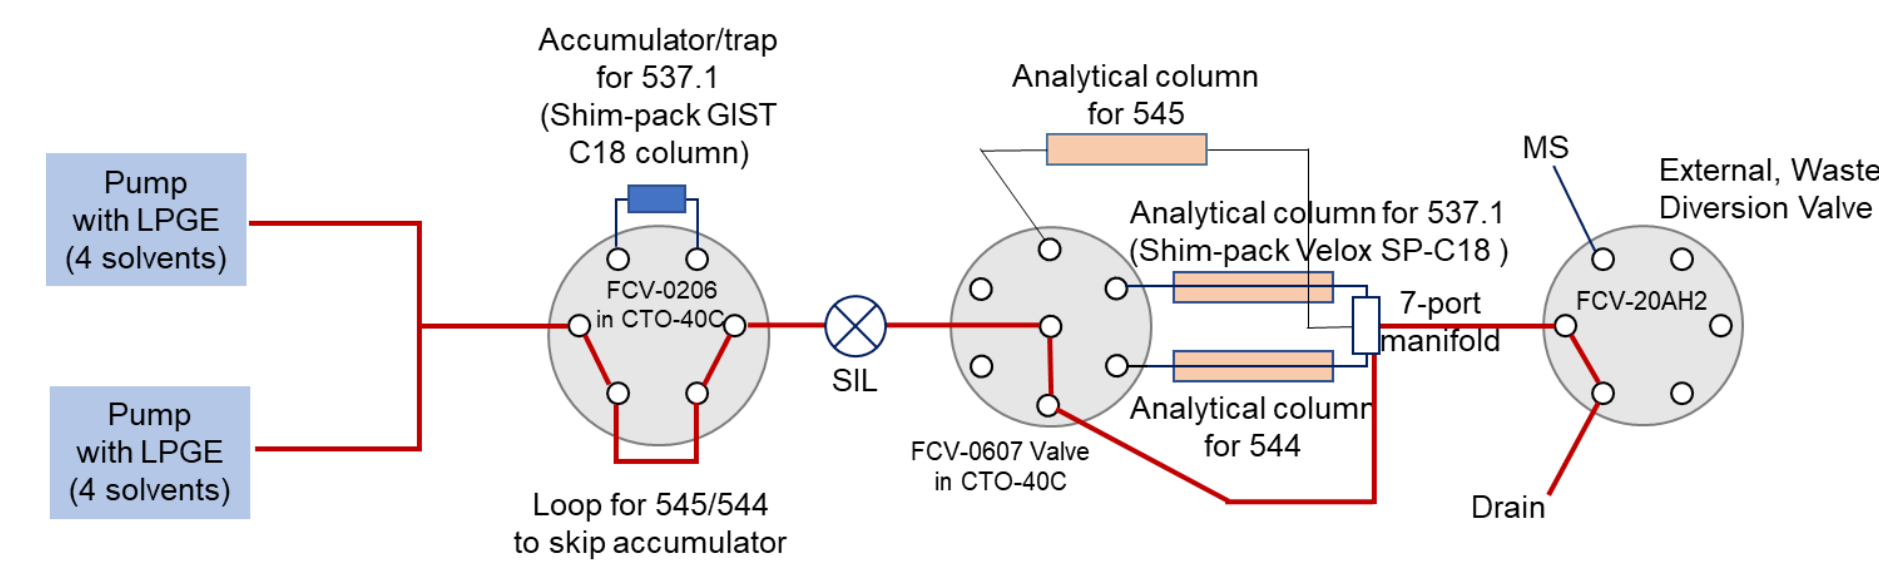 Accumulator/trap
for 537.1
(Shim-pack GIST
C18 column)
Pump
with LPGE
(4 solvents)
Pump
with LPGE
(4 solvents)
FCV-0206
in CTO-40C
Loop for 545/544
to skip accumulator
SIL
Analytical column
for 545
Analytical column for 537.1
(Shim-pack Velox SP-C18 )
7-port
manifold
Analytical column
for 544
FCV-0607 Valve
in CTO-40C
MS
External, Waste
Diversion Valve
FCV-20AH2
Drain